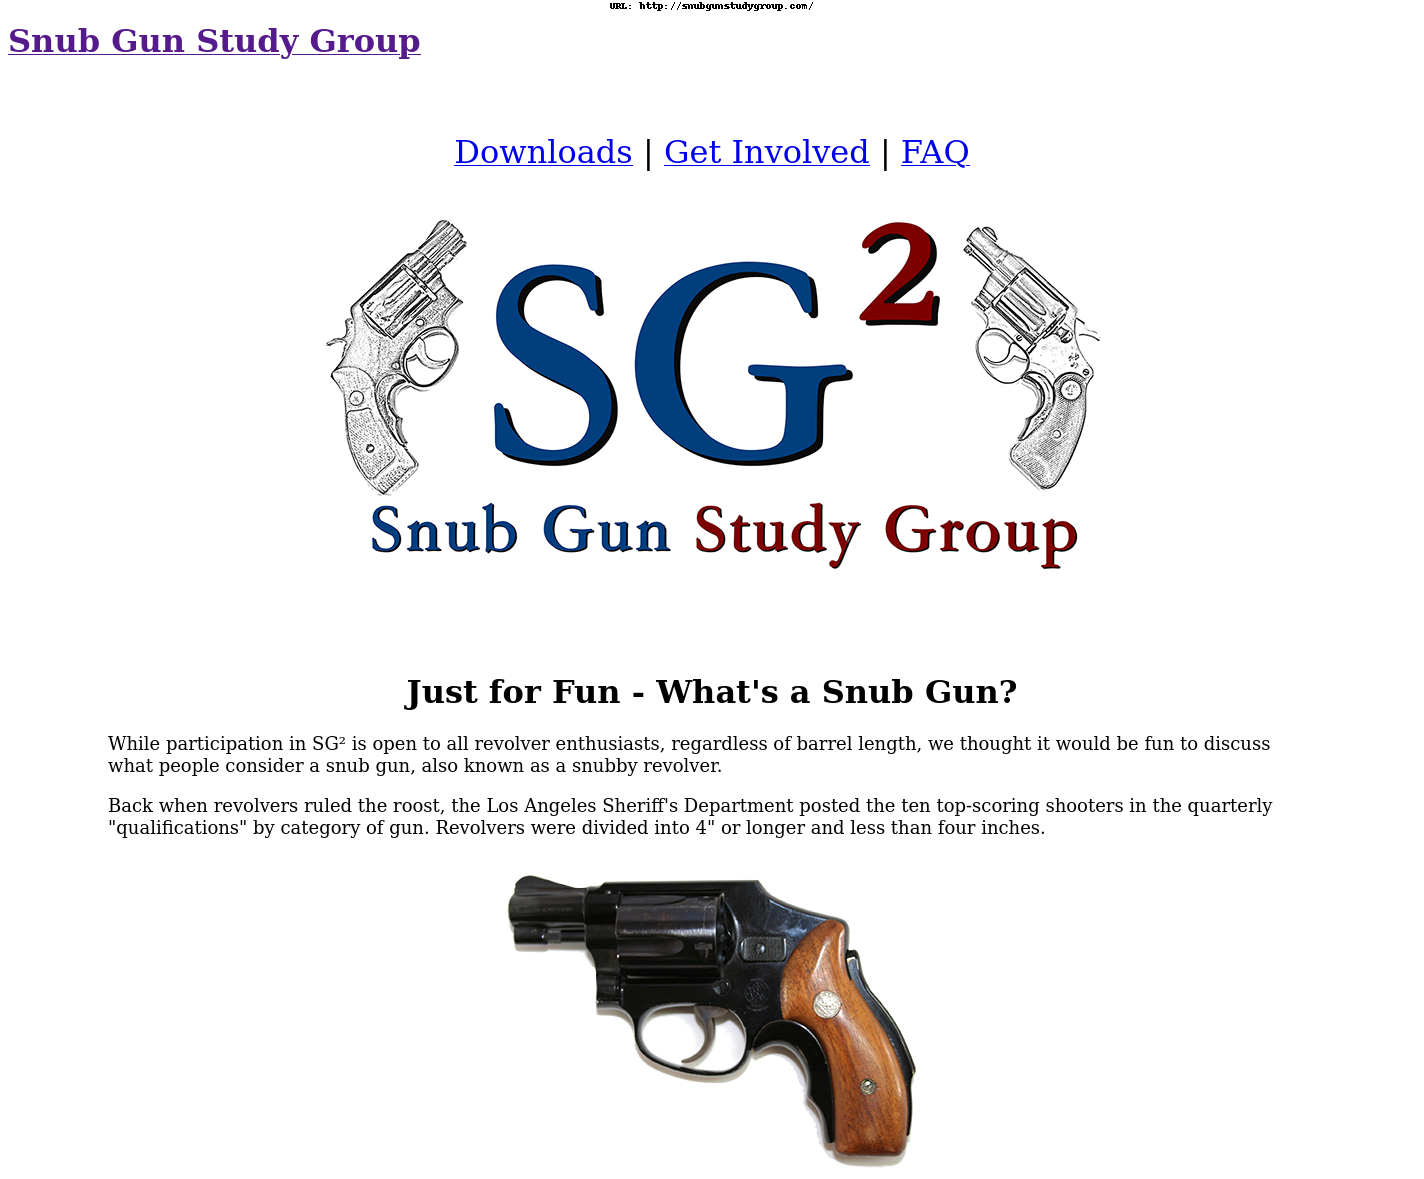 URL: http://snubgunstudygroup.com/
Snub Gun Study Group
Downloads | Get Involved | FAQ
SG²
Snub Gun Study Group
Just for Fun - What's a Snub Gun?
While participation in SG² is open to all revolver enthusiasts, regardless of barrel length, we thought it would be fun to discuss
what people consider a snub gun, also known as a snubby revolver.
Back when revolvers ruled the roost, the Los Angeles Sheriff's Department posted the ten top-scoring shooters in the quarterly
"qualifications" by category of gun. Revolvers were divided into 4" or longer and less than four inches.